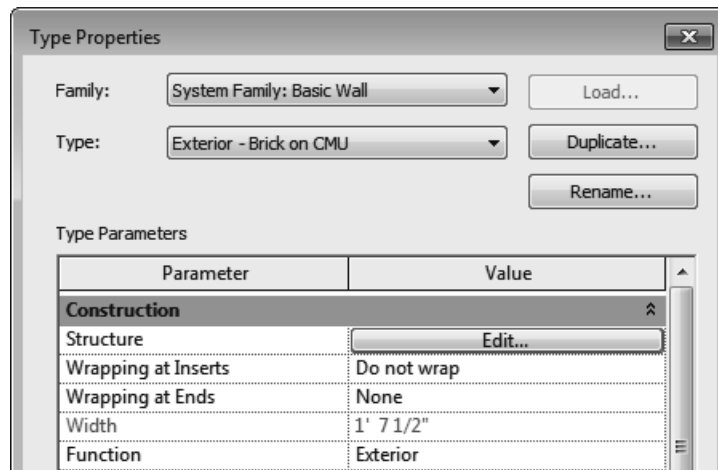 Type Properties
Family: System Family: Basic Wall Load...
Type: Exterior - Brick on CMU Duplicate...
Rename...
Type Parameters
Parameter Value
Construction
Structure Edit...
Wrapping at Inserts Do not wrap
Wrapping at Ends None
Width 1' 7 1/2"
Function Exterior